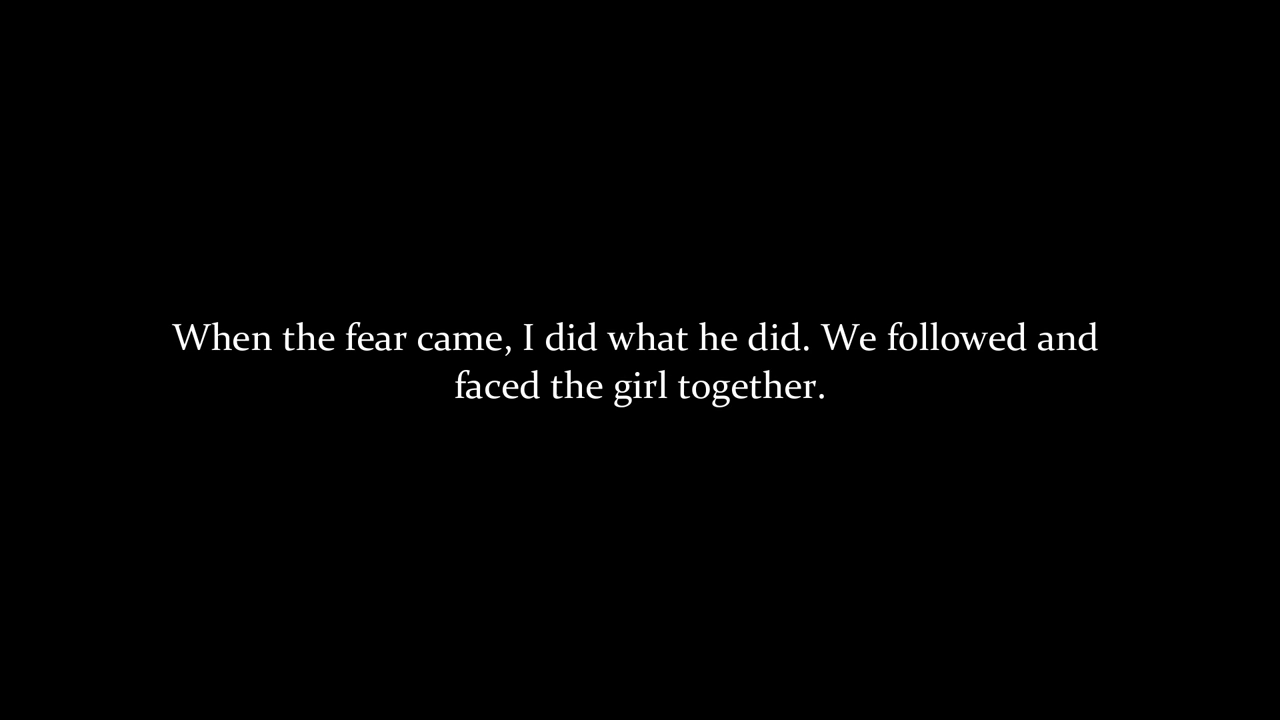 When the fear came, I did what he did. We followed and
faced the girl together.